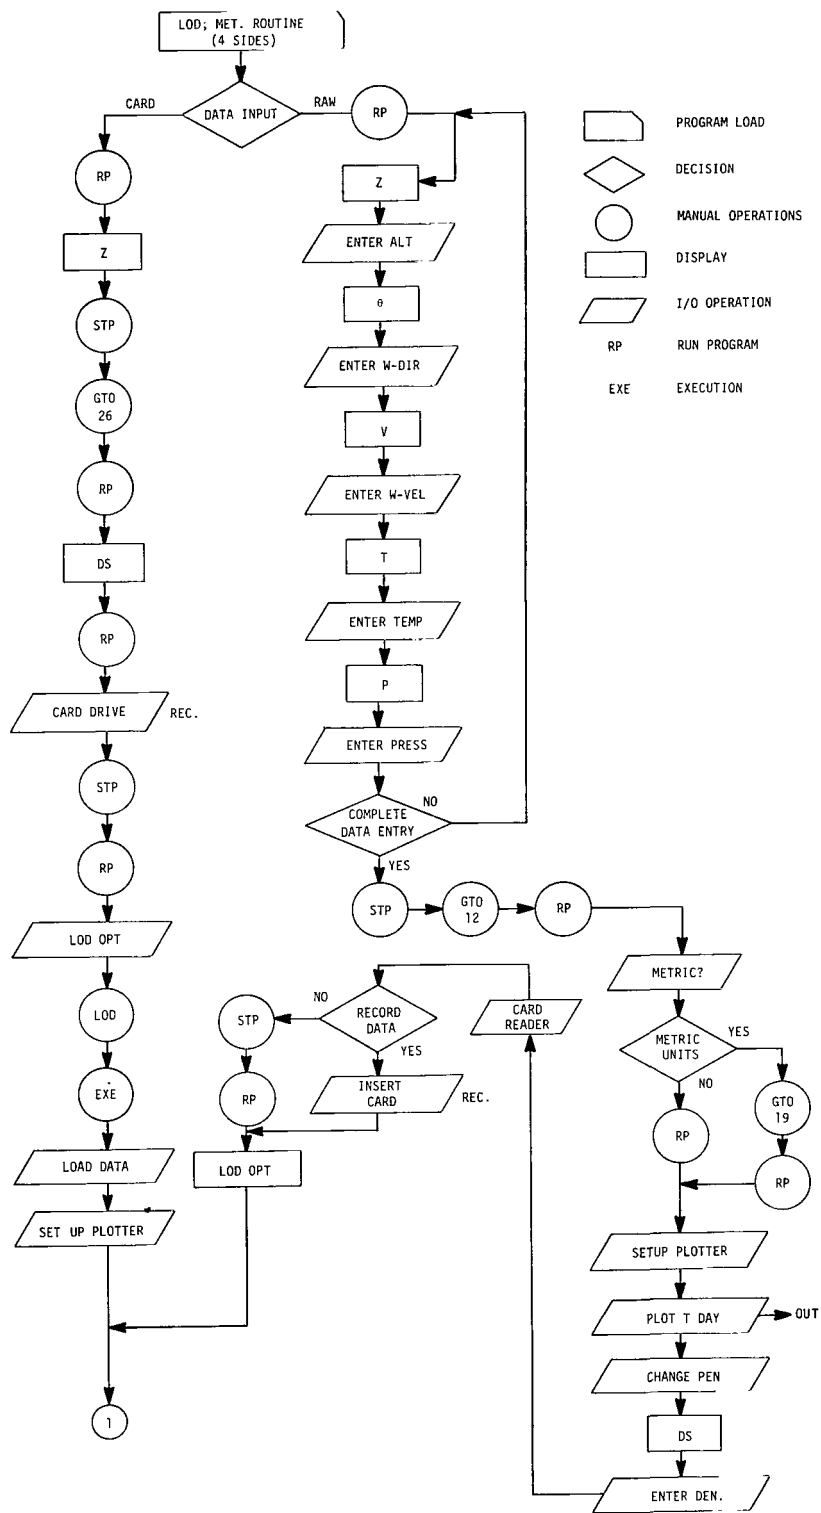 LOD; MET. ROUTINE
(4 SIDES)
DATA INPUT
CARD
RAW
RP
Z
STP
GTO
26
RP
DS
RP
CARD DRIVE
REC.
STP
RP
LOD OPT
LOD
EXE
LOAD DATA
SET UP PLOTTER
1
RP
Z
ENTER ALT
θ
ENTER W-DIR
V
ENTER W-VEL
T
ENTER TEMP
P
ENTER PRESS
COMPLETE
DATA ENTRY
NO
YES
STP
GTO
12
RP
METRIC?
METRIC
UNITS
YES
NO
GTO
19
RP
RP
SETUP PLOTTER
PLOT T DAY
OUT
CHANGE PEN
DS
ENTER DEN.
CARD
READER
RECORD
DATA
NO
YES
STP
RP
INSERT
CARD
REC.
LOD OPT
PROGRAM LOAD
DECISION
MANUAL OPERATIONS
DISPLAY
I/O OPERATION
RP RUN PROGRAM
EXE EXECUTION